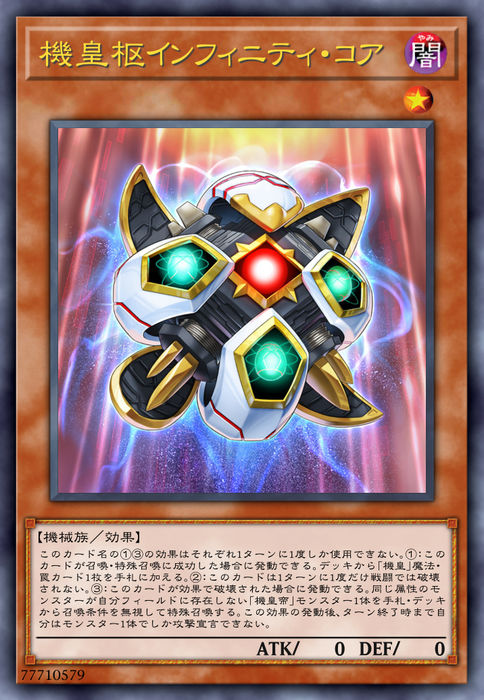 機皇枢インフィニティ・コア
やみ
闇
【機械族／効果】
このカード名の①③の効果はそれぞれ1ターンに1度しか使用できない。①：この
カードが召喚・特殊召喚に成功した場合に発動できる。デッキから「機皇」魔法・
罠カード1枚を手札に加える。②：このカードは1ターンに1度だけ戦闘では破壊
されない。③：このカードが効果で破壊された場合に発動できる。同じ属性のモ
ンスターが自分フィールドに存在しない「機皇帝」モンスター1体を手札・デッキ
から召喚条件を無視して特殊召喚する。この効果の発動後、ターン終了時まで自
分はモンスター1体でしか攻撃宣言できない。
ATK/ 0 DEF/ 0
77710579